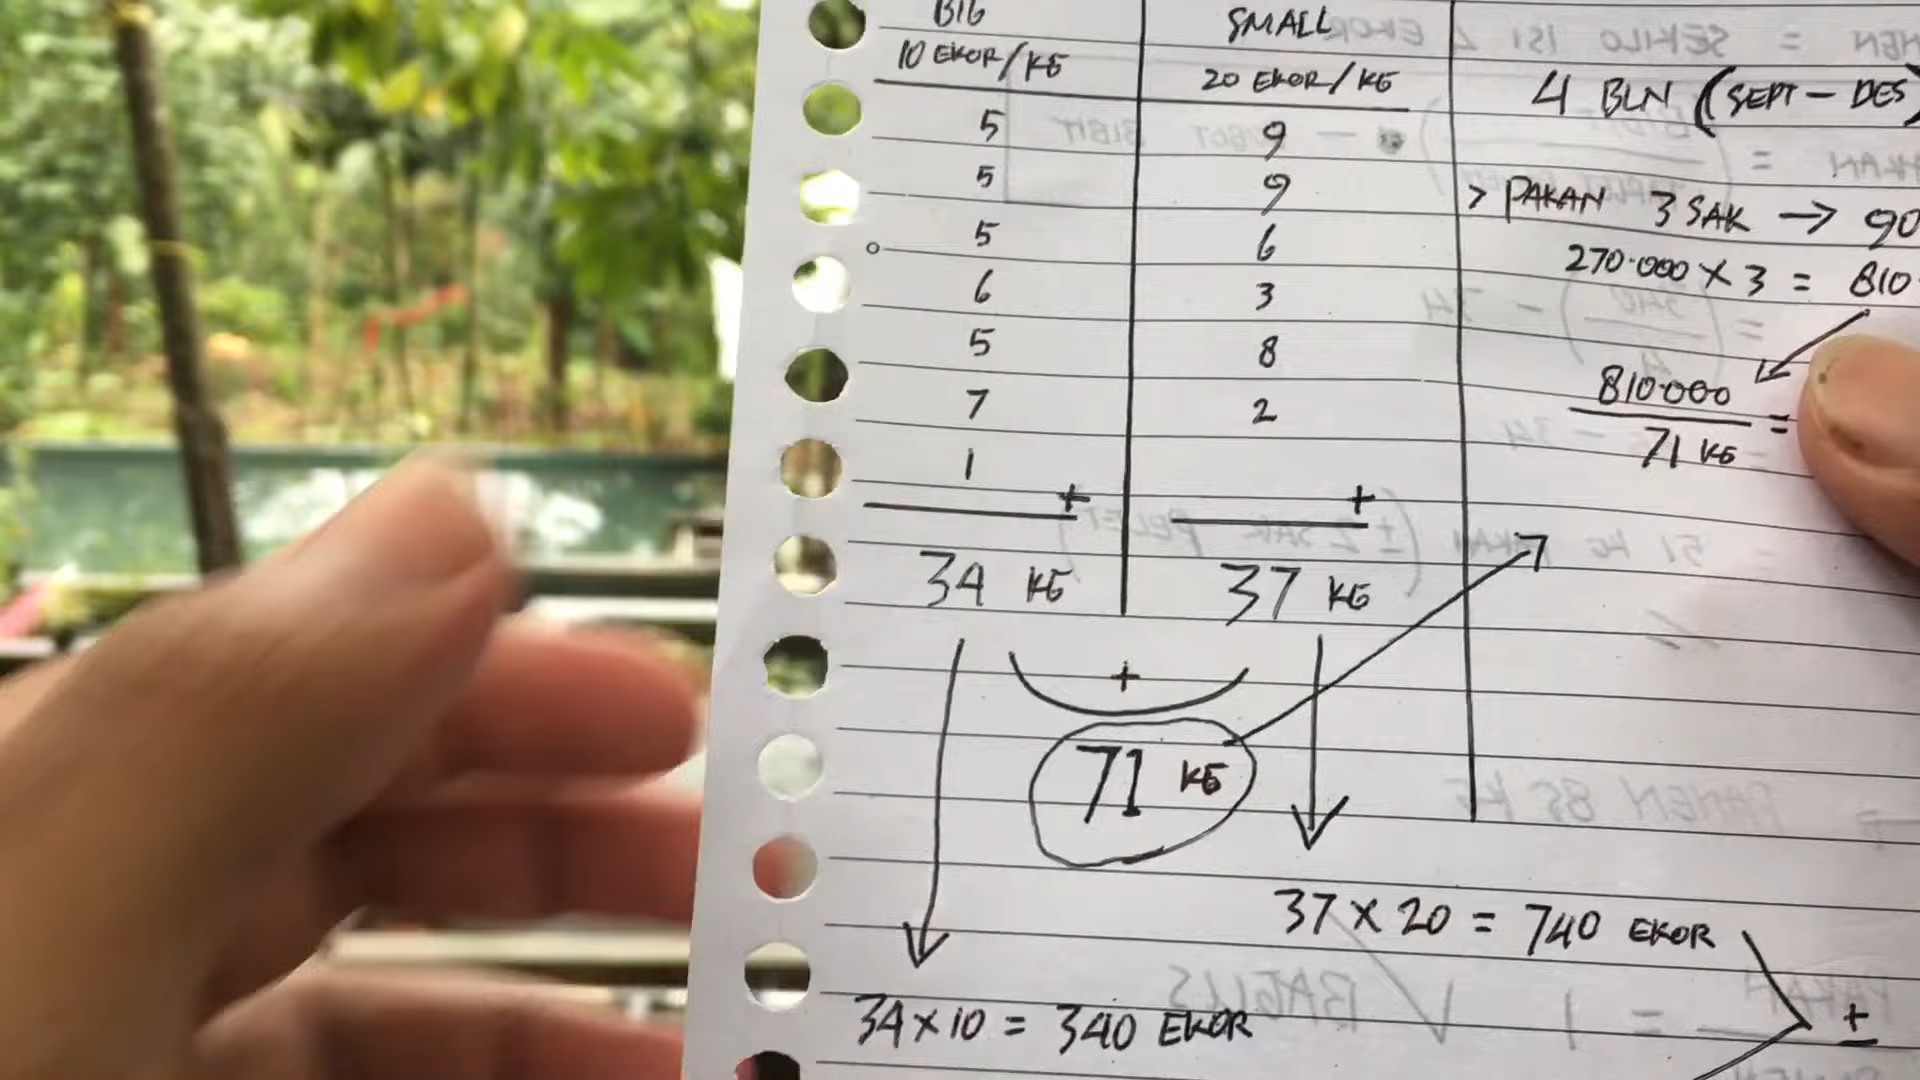 BIG
10 EKOR/KG
5
5
5
6
5
7
1
+
34 KG
SMALL
20 EKOR/KG
9
9
6
3
8
2
+
37 KG
+
71 KG
4 BLN (SEPT - DES)
> PAKAN 3 SAK → 90
270.000 X 3 = 810.
810.000
71 KG
=
37 X 20 = 740 EKOR
34 X 10 = 340 EKOR
±